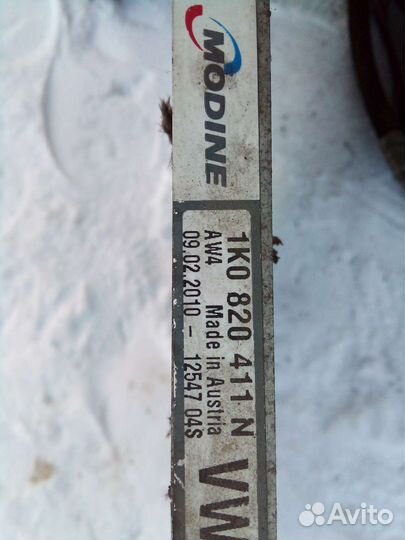 MODINE
1K0 820 411 N
AW4 Made in Austria
09.02.2010 - 12547 04S
VW
Avito